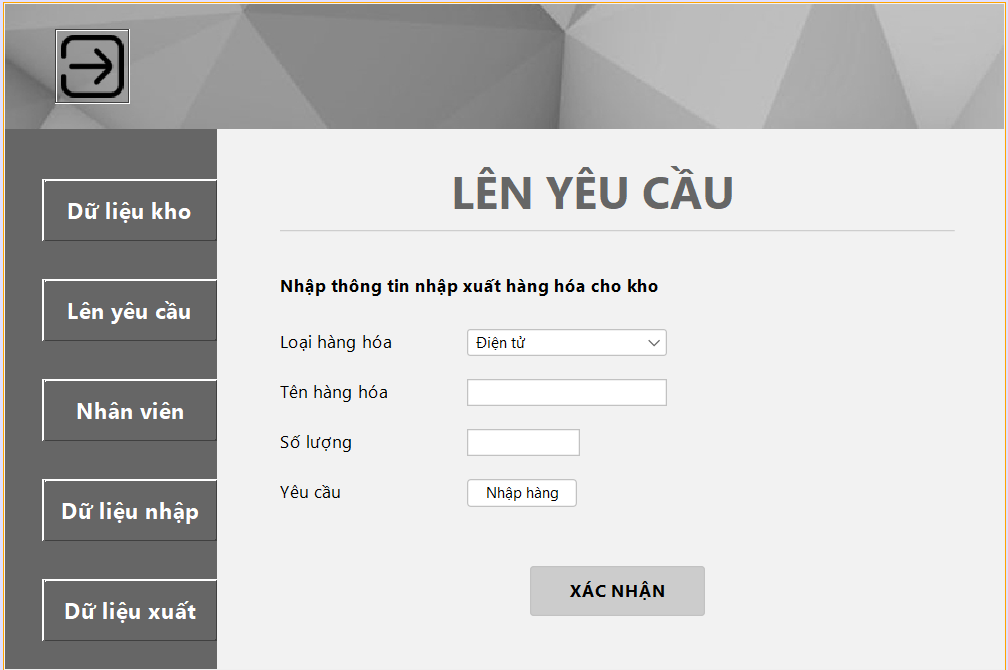 Dữ liệu kho
Lên yêu cầu
Nhân viên
Dữ liệu nhập
Dữ liệu xuất
LÊN YÊU CẦU
Nhập thông tin nhập xuất hàng hóa cho kho
Loại hàng hóa Điện tử
Tên hàng hóa
Số lượng
Yêu cầu Nhập hàng
XÁC NHẬN